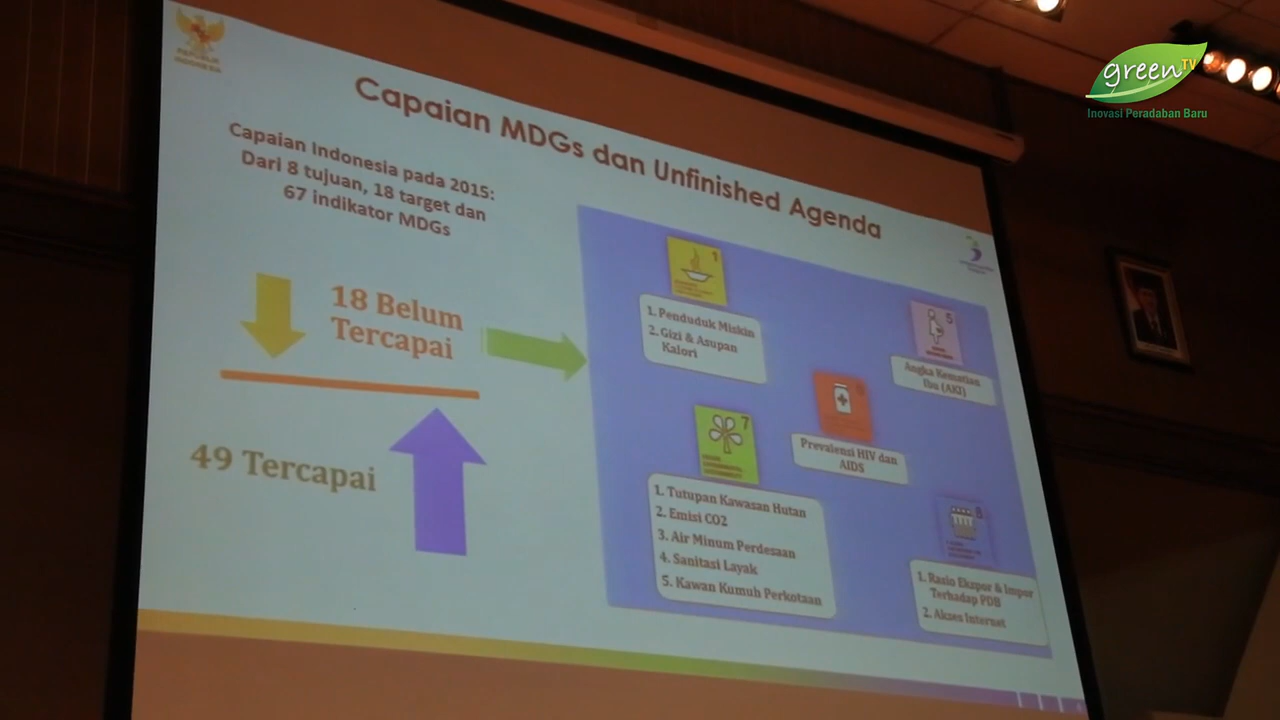 green TV
Inovasi Peradaban Baru
REPUBLIK
INDONESIA
Capaian MDGs dan Unfinished Agenda
Capaian Indonesia pada 2015:
Dari 8 tujuan, 18 target dan
67 indikator MDGs
18 Belum
Tercapai
49 Tercapai
1
1. Penduduk Miskin
2. Gizi & Asupan
Kalori
5
Angka Kematian
Ibu (AKI)
Prevalensi HIV dan
AIDS
7
1. Tutupan Kawasan Hutan
2. Emisi CO2
3. Air Minum Perdesaan
4. Sanitasi Layak
5. Kawan Kumuh Perkotaan
8
1. Rasio Ekspor & Impor
Terhadap PDB
2. Akses Internet